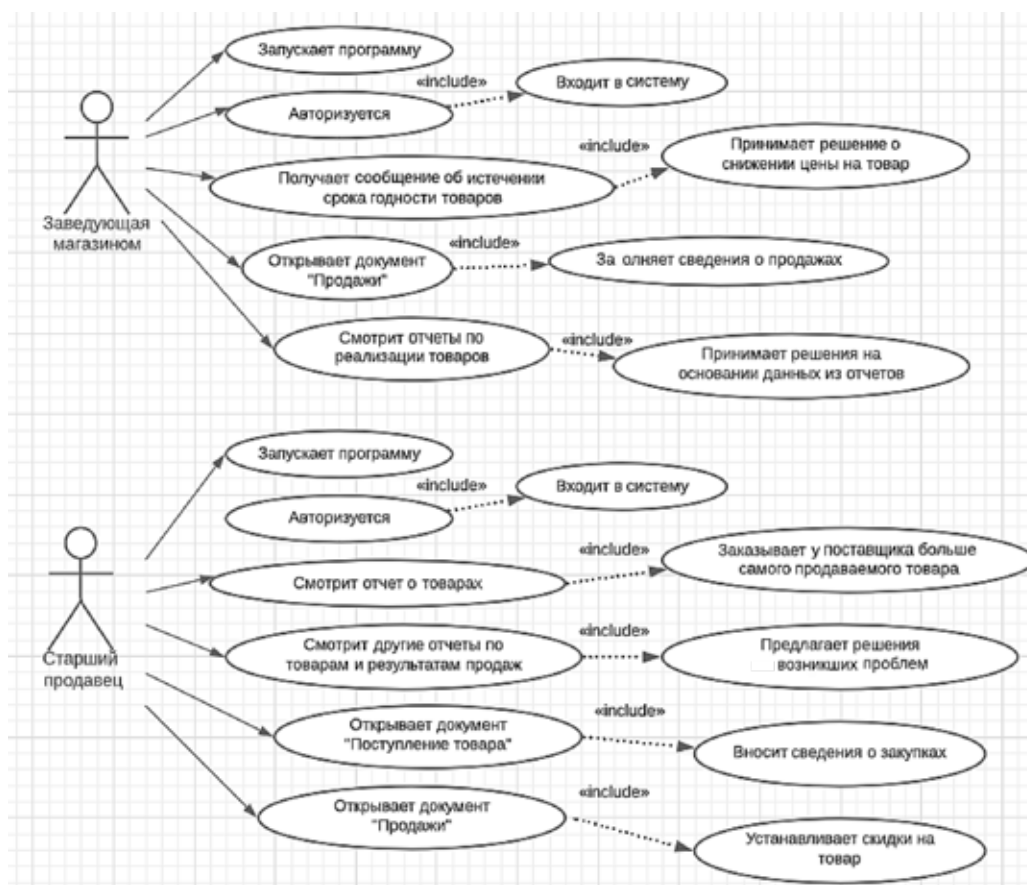 Запускает программу
«include»
Входит в систему
Авторизуется
«include»
Принимает решение о
снижении цены на товар
Получает сообщение об истечении
срока годности товаров
Заведующая
магазином
«include»
Открывает документ
"Продажи"
За олняет сведения о продажах
Смотрит отчеты по
реализации товаров
«include»
Принимает решения на
основании данных из отчетов
Запускает программу
«include»
Входит в систему
Авторизуется
«include»
Заказывает у поставщика больше
самого продаваемого товара
Смотрит отчет о товарах
Старший
продавец
Смотрит другие отчеты по
товарам и результатам продаж
«include»
Предлагает решения
возникших проблем
Открывает документ
"Поступление товара"
«include»
Вносит сведения о закупках
Открывает документ
"Продажи"
«include»
Устанавливает скидки на
товар